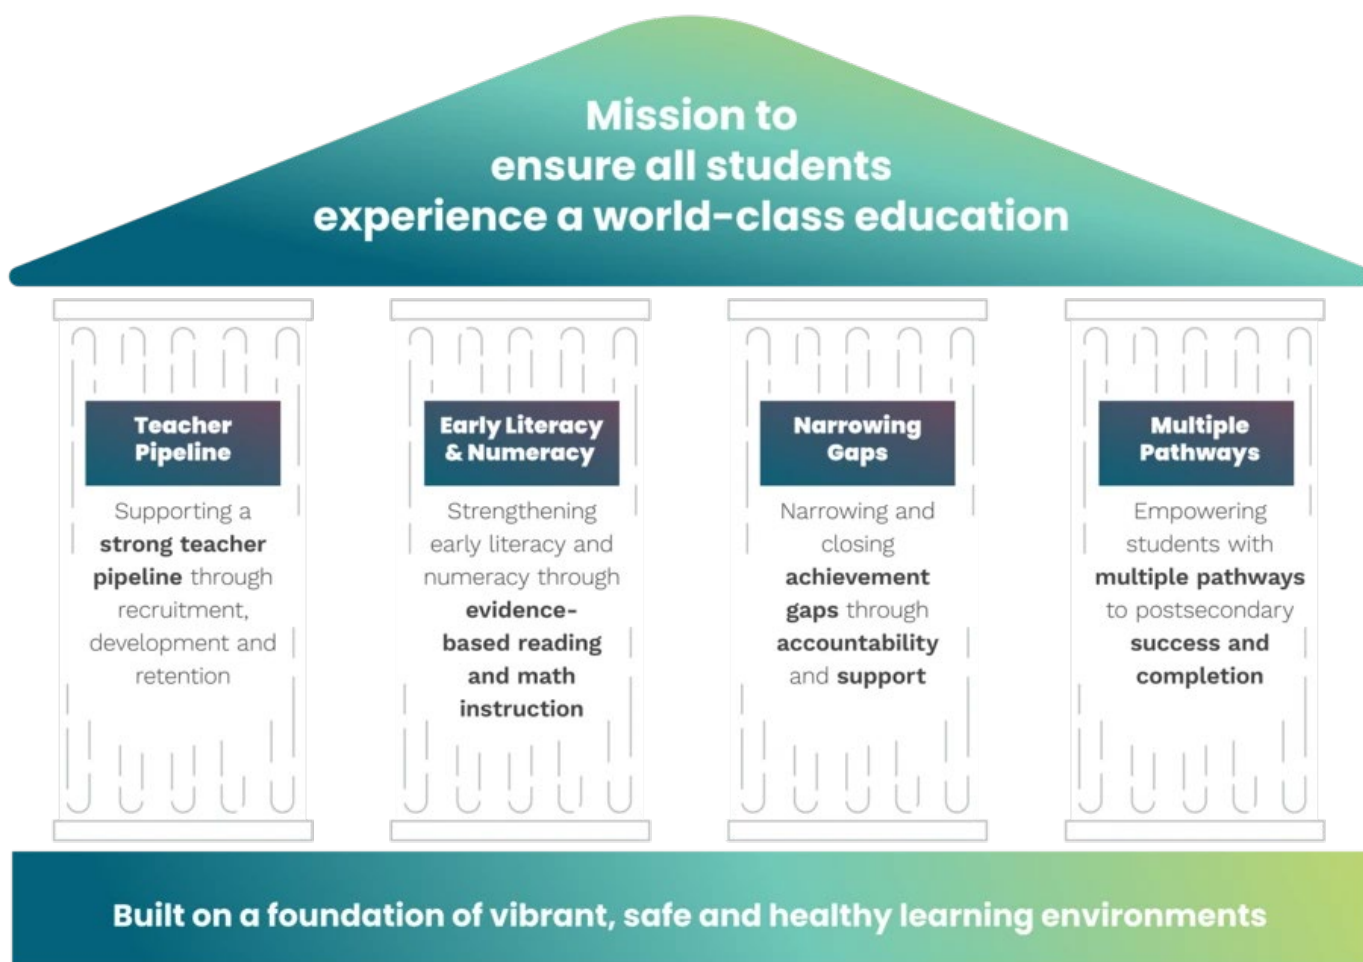 Mission to
ensure all students
experience a world-class education
Teacher
Pipeline
Supporting a
strong teacher
pipeline through
recruitment,
development and
retention
Early Literacy
& Numeracy
Strengthening
early literacy and
numeracy through
evidence-
based reading
and math
instruction
Narrowing
Gaps
Narrowing and
closing
achievement
gaps through
accountability
and support
Multiple
Pathways
Empowering
students with
multiple pathways
to postsecondary
success and
completion
Built on a foundation of vibrant, safe and healthy learning environments